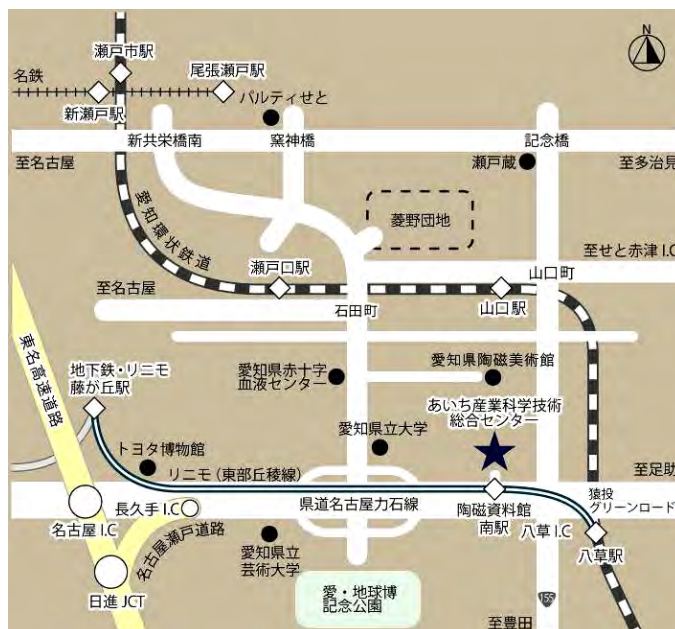 N
瀬戸市駅
名鉄
尾張瀬戸駅
新瀬戸駅
パルティせと
新共栄橋南
窯神橋
記念橋
至名古屋
瀬戸蔵
至多治見
愛知環状鉄道
菱野団地
瀬戸口駅
至せと赤津I.C
山口町
至名古屋
石田町
山口駅
東名高速道路
地下鉄・リニモ
藤が丘駅
愛知県赤十字
血液センター
愛知県陶磁美術館
あいち産業科学技術
総合センター
愛知県立大学
トヨタ博物館
リニモ(東部丘稜線)
至足助
長久手I.C
県道名古屋力石線
陶磁資料館
南駅
猿投
グリーンロード
名古屋I.C
八草I.C
八草駅
名古屋瀬戸道路
愛知県立
芸術大学
日進JCT
愛・地球博
記念公園
155
至豊田